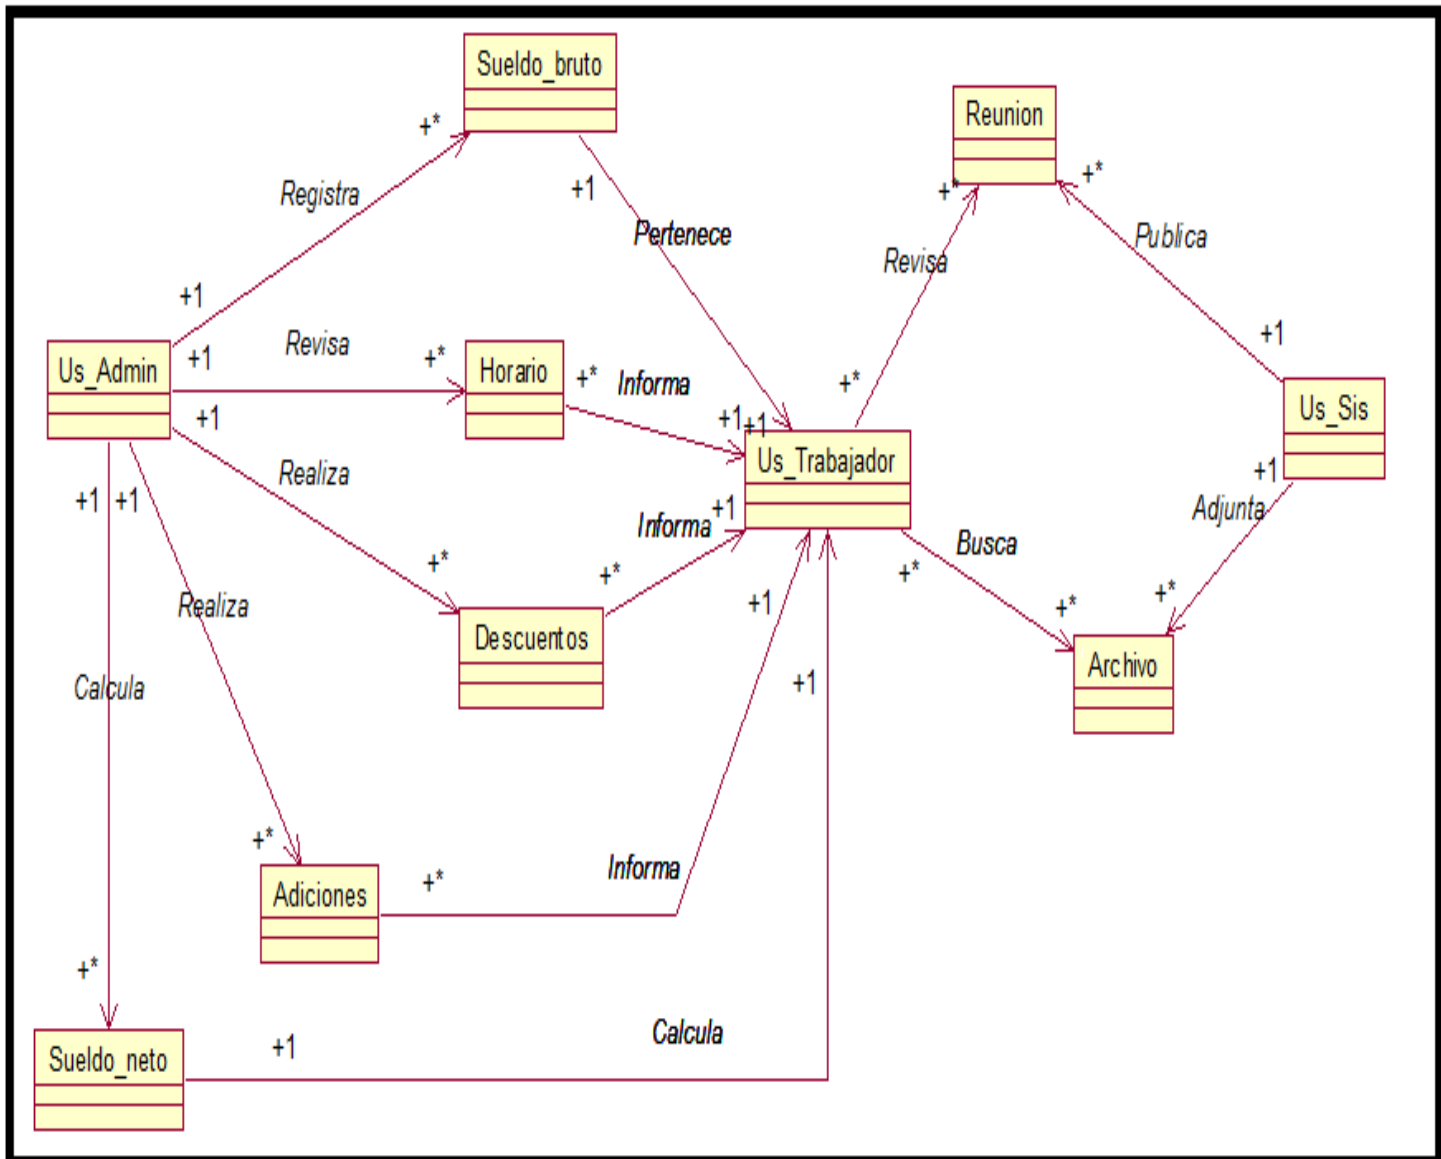 Sueldo_bruto
Reunion
+*
+*
+*
Registra
+1
Pertenece
Publica
Revisa
+1
+1
Revisa
+1
+*
Us_Admin
Horario
+*
Informa
+*
Us_Sis
+1
+1
+1
Us_Trabajador
Realiza
+1
+1
+1
+1
Adjunta
Informa
Busca
+*
+*
+*
+*
+*
Realiza
+1
Descuentos
Archivo
Calcula
+1
+*
Adiciones
+*
Informa
+*
Sueldo_neto
+1
Calcula